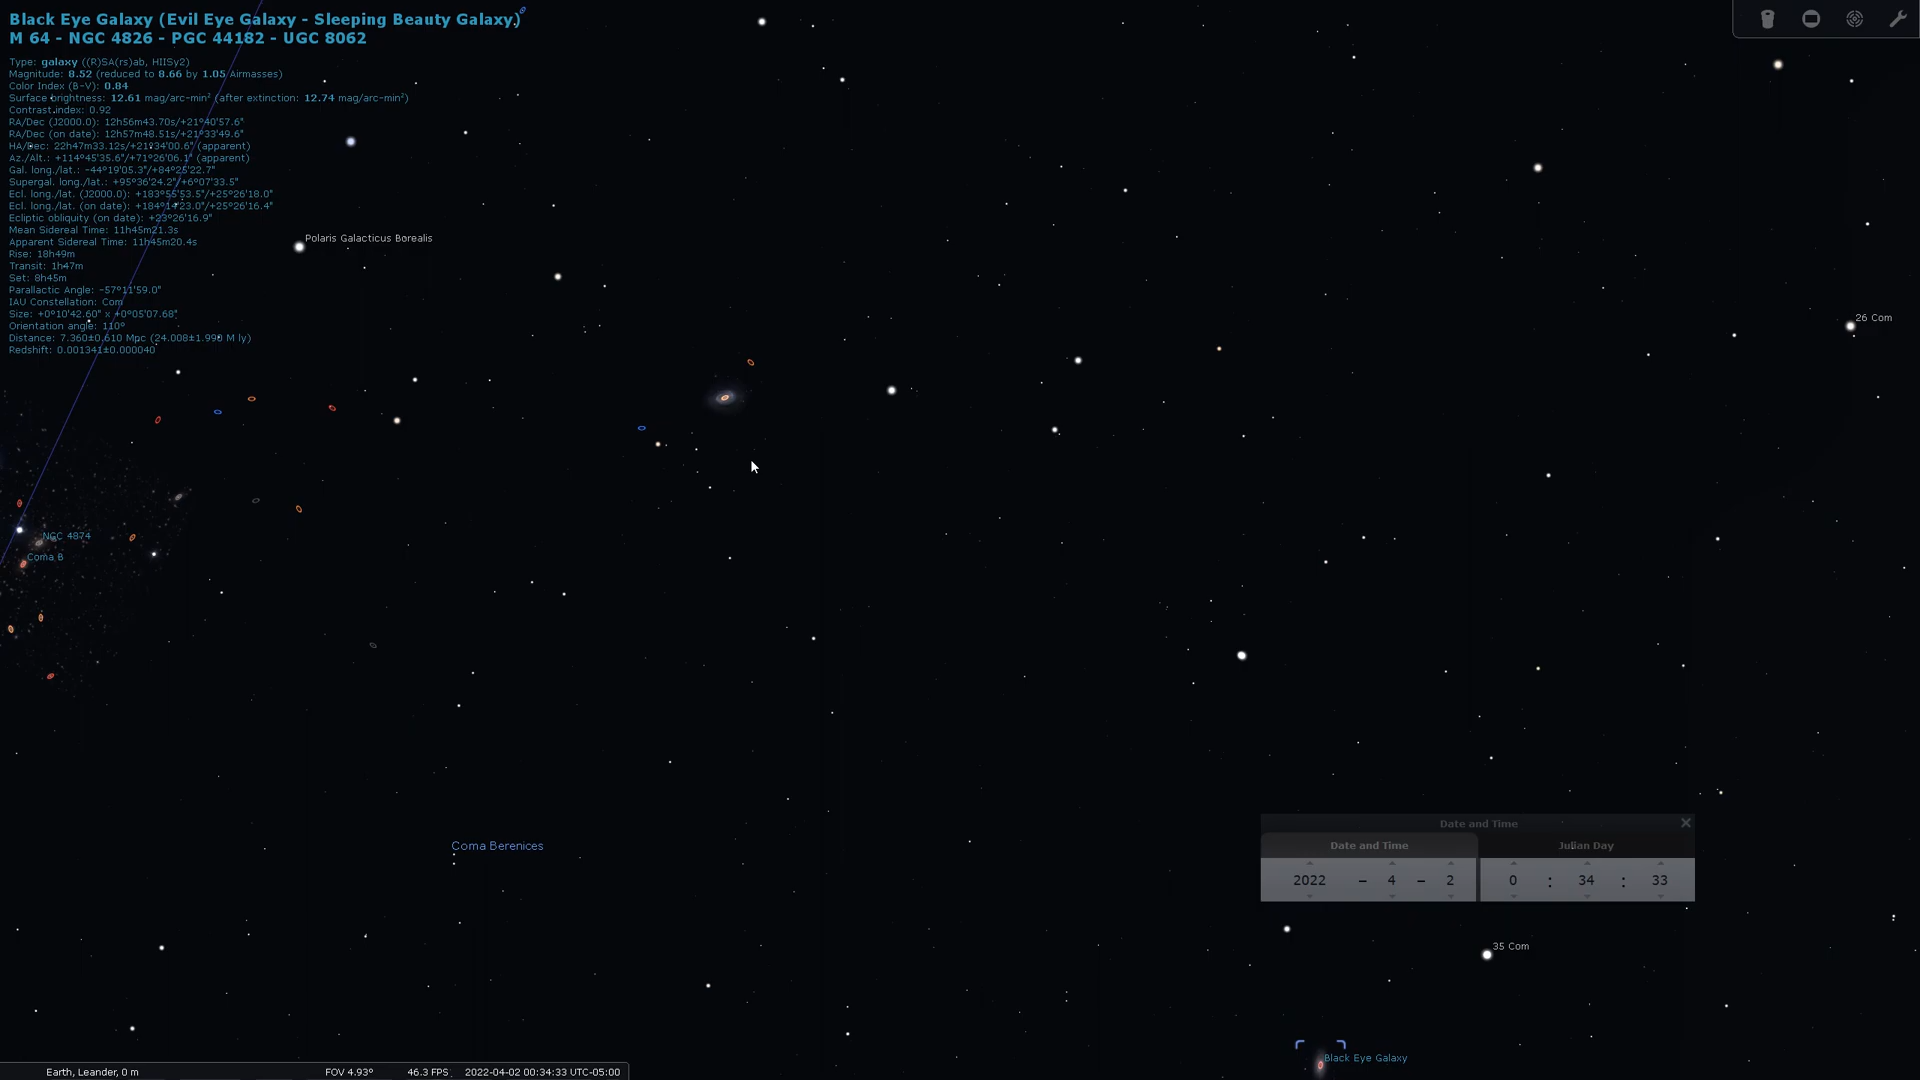 Black Eye Galaxy (Evil Eye Galaxy - Sleeping Beauty Galaxy)
M 64 - NGC 4826 - PGC 44182 - UGC 8062
Type: galaxy ((R)SA(rs)ab, HIISy2)
Magnitude: 8.52 (reduced to 8.66 by 1.05 Airmasses)
Color Index (B-V): 0.84
Surface brightness: 12.61 mag/arc-min² (after extinction: 12.74 mag/arc-min²)
Contrast index: 0.92
RA/Dec (J2000.0): 12h56m43.70s/+21°40'57.6"
RA/Dec (on date): 12h57m48.51s/+21°33'49.6"
HA/Dec: 22h47m33.12s/+21°34'00.6" (apparent)
Az./Alt.: +114°45'35.6"/+71°26'06.1" (apparent)
Gal. long./lat.: -44°19'05.3"/+84°25'22.7"
Supergal. long./lat.: +95°36'24.2"/+6°07'33.5"
Ecl. long./lat. (J2000.0): +183°55'53.5"/+25°26'18.0"
Ecl. long./lat. (on date): +184°14'23.0"/+25°26'16.4"
Ecliptic obliquity (on date): +23°26'16.9"
Mean Sidereal Time: 11h45m21.3s
Apparent Sidereal Time: 11h45m20.4s
Rise: 18h49m
Transit: 1h47m
Set: 8h45m
Parallactic Angle: -57°11'59.0"
IAU Constellation: Com
Size: +0°10'42.60" x +0°05'07.68"
Orientation angle: 110°
Distance: 7.360±0.610 Mpc (24.008±1.990 M ly)
Redshift: 0.001341±0.000040
Polaris Galacticus Borealis
26 Com
NGC 4874
Coma B
Coma Berenices
Date and Time
Date and Time Julian Day
2022 - 4 - 2 0 : 34 : 33
35 Com
Black Eye Galaxy
Earth, Leander, 0 m FOV 4.93° 46.3 FPS 2022-04-02 00:34:33 UTC-05:00